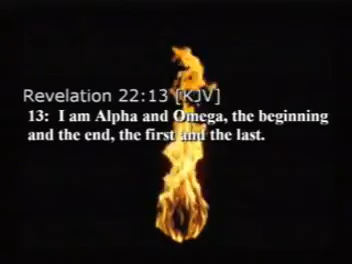 Revelation 22:13 [KJV]
13: I am Alpha and Omega, the beginning
and the end, the first and the last.